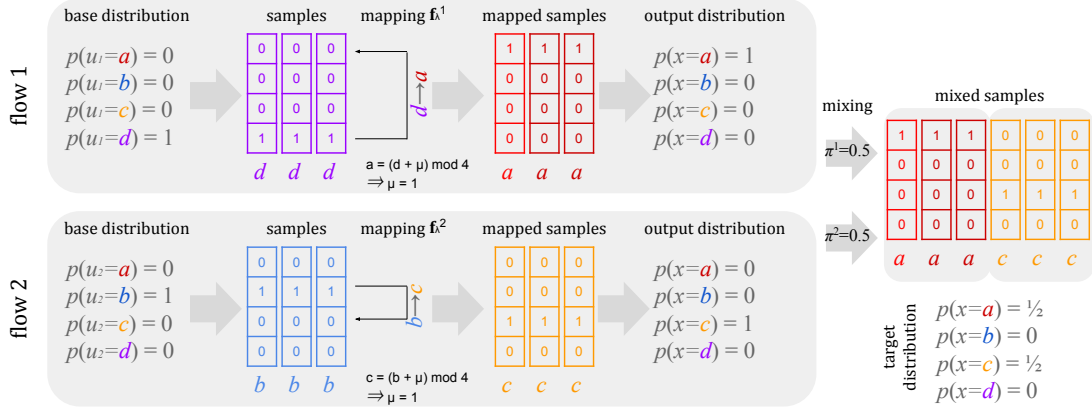 flow 1
base distribution
p(u₁=a) = 0
p(u₁=b) = 0
p(u₁=c) = 0
p(u₁=d) = 1
samples
0 0 0
0 0 0
0 0 0
1 1 1
d d d
mapping f_λ¹
d→a
a = (d + μ) mod 4
⇒ μ = 1
mapped samples
1 1 1
0 0 0
0 0 0
0 0 0
a a a
output distribution
p(x=a) = 1
p(x=b) = 0
p(x=c) = 0
p(x=d) = 0
flow 2
base distribution
p(u₂=a) = 0
p(u₂=b) = 1
p(u₂=c) = 0
p(u₂=d) = 0
samples
0 0 0
1 1 1
0 0 0
0 0 0
b b b
mapping f_λ²
b→c
c = (b + μ) mod 4
⇒ μ = 1
mapped samples
0 0 0
0 0 0
1 1 1
0 0 0
c c c
output distribution
p(x=a) = 0
p(x=b) = 0
p(x=c) = 1
p(x=d) = 0
mixing
π¹=0.5
π²=0.5
mixed samples
1 1 1 0 0 0
0 0 0 0 0 0
0 0 0 1 1 1
0 0 0 0 0 0
a a a c c c
target
distribution
p(x=a) = ½
p(x=b) = 0
p(x=c) = ½
p(x=d) = 0